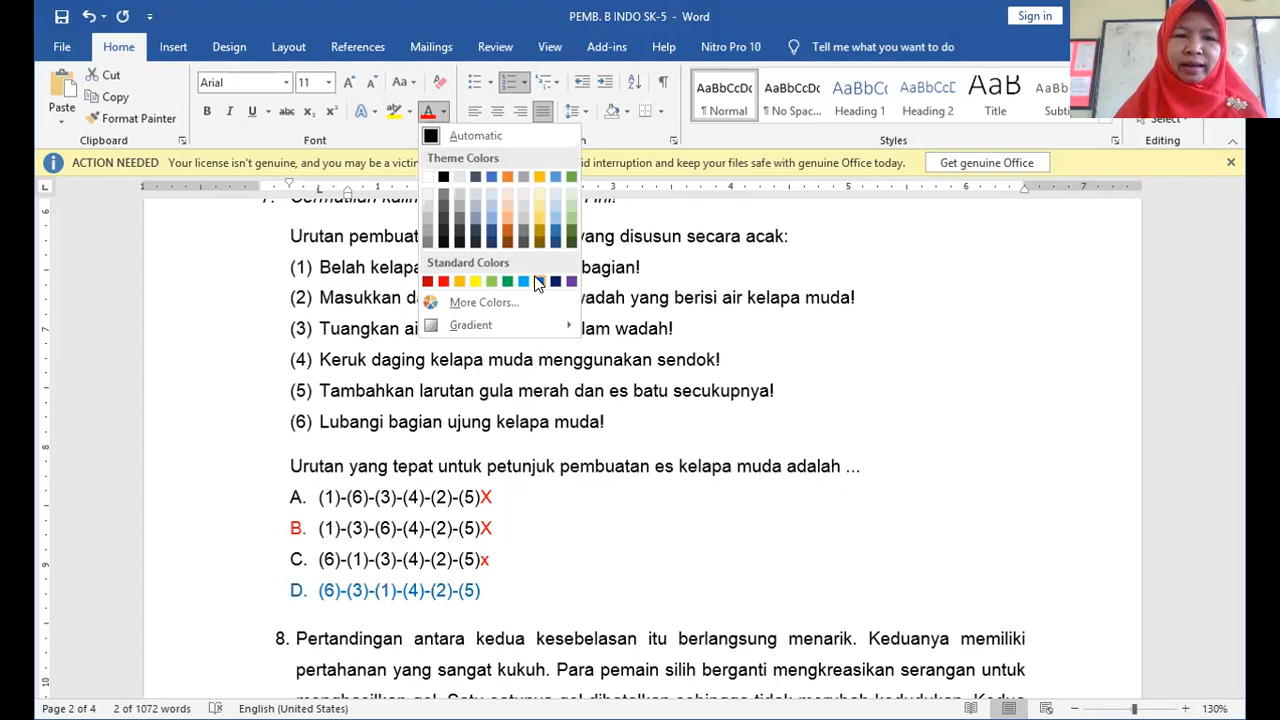 PEMB. B INDO SK-5 - Word
Sign in
File Home Insert Design Layout References Mailings Review View Add-ins Help Nitro Pro 10 Tell me what you want to do
Paste
Cut
Copy
Format Painter
Clipboard
Arial 11
Font
AaBbCcDc AaBbCcDc AaBbCc AaBbCcD AaB
¶ Normal ¶ No Spac... Heading 1 Heading 2 Title
Styles
Editing
ACTION NEEDED Your license isn't genuine, and you may be a victi id interruption and keep your files safe with genuine Office today. Get genuine Office
Automatic
Theme Colors
Standard Colors
More Colors...
Gradient
Urutan pembuat yang disusun secara acak:
(1) Belah kelapa bagian!
(2) Masukkan da wadah yang berisi air kelapa muda!
(3) Tuangkan ai lam wadah!
(4) Keruk daging kelapa muda menggunakan sendok!
(5) Tambahkan larutan gula merah dan es batu secukupnya!
(6) Lubangi bagian ujung kelapa muda!
Urutan yang tepat untuk petunjuk pembuatan es kelapa muda adalah ...
A. (1)-(6)-(3)-(4)-(2)-(5)X
B. (1)-(3)-(6)-(4)-(2)-(5)X
C. (6)-(1)-(3)-(4)-(2)-(5)x
D. (6)-(3)-(1)-(4)-(2)-(5)
8. Pertandingan antara kedua kesebelasan itu berlangsung menarik. Keduanya memiliki
pertahanan yang sangat kukuh. Para pemain silih berganti mengkreasikan serangan untuk
Page 2 of 4 2 of 1072 words English (United States) 130%